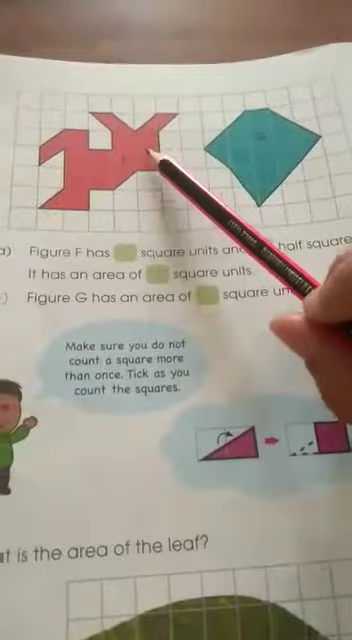 a) Figure F has square units and half square
It has an area of square units.
) Figure G has an area of square un
Make sure you do not
count a square more
than once. Tick as you
count the squares.
at is the area of the leaf?